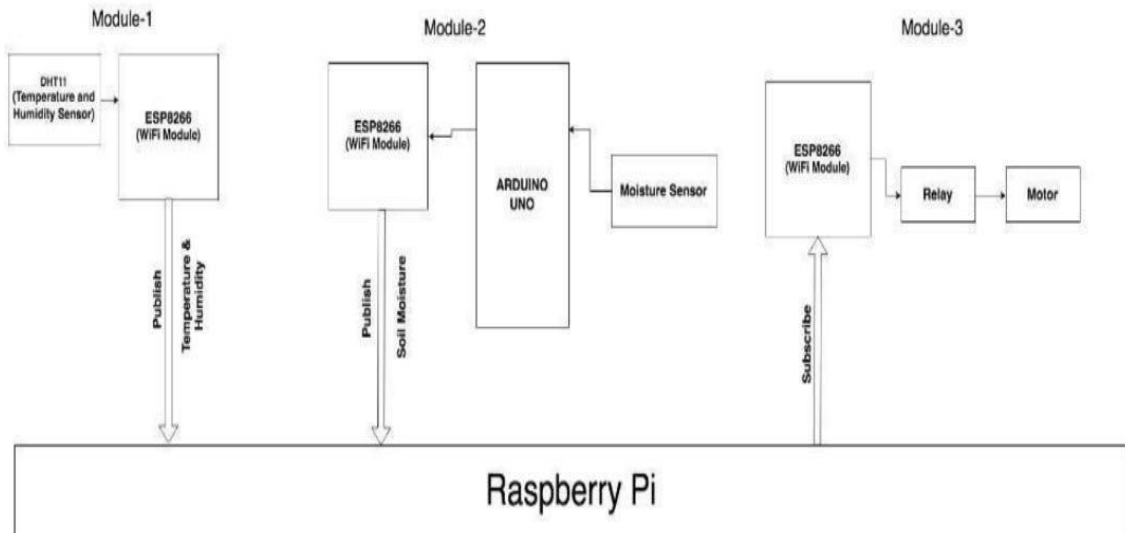 Module-1
DHT11
(Temperature and
Humidity Sensor)
ESP8266
(WiFi Module)
Publish
Temperature &
Humidity
Module-2
ESP8266
(WiFi Module)
ARDUINO
UNO
Moisture Sensor
Publish
Soil Moisture
Module-3
ESP8266
(WiFi Module)
Relay
Motor
Subscribe
Raspberry Pi